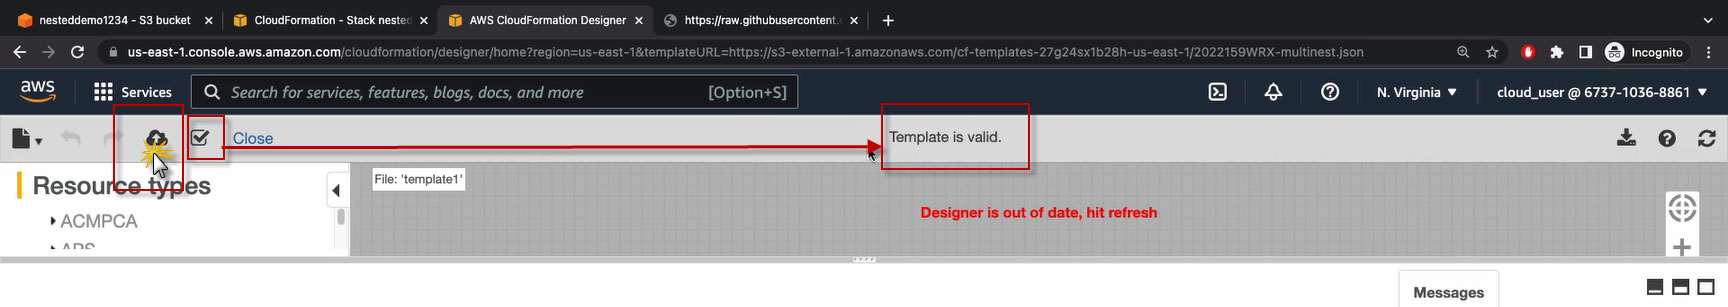 nesteddemo1234 - S3 bucket
CloudFormation - Stack nested
AWS CloudFormation Designer
https://raw.githubusercontent.
us-east-1.console.aws.amazon.com/cloudformation/designer/home?region=us-east-1&templateURL=https://s3-external-1.amazonaws.com/cf-templates-27g24sx1b28h-us-east-1/2022159WRX-multinest.json
Incognito
aws
Services
Search for services, features, blogs, docs, and more
[Option+S]
N. Virginia
cloud_user @ 6737-1036-8861
Close
Template is valid.
Resource types
File: 'template1'
ACMPCA
Designer is out of date, hit refresh
APS
Messages